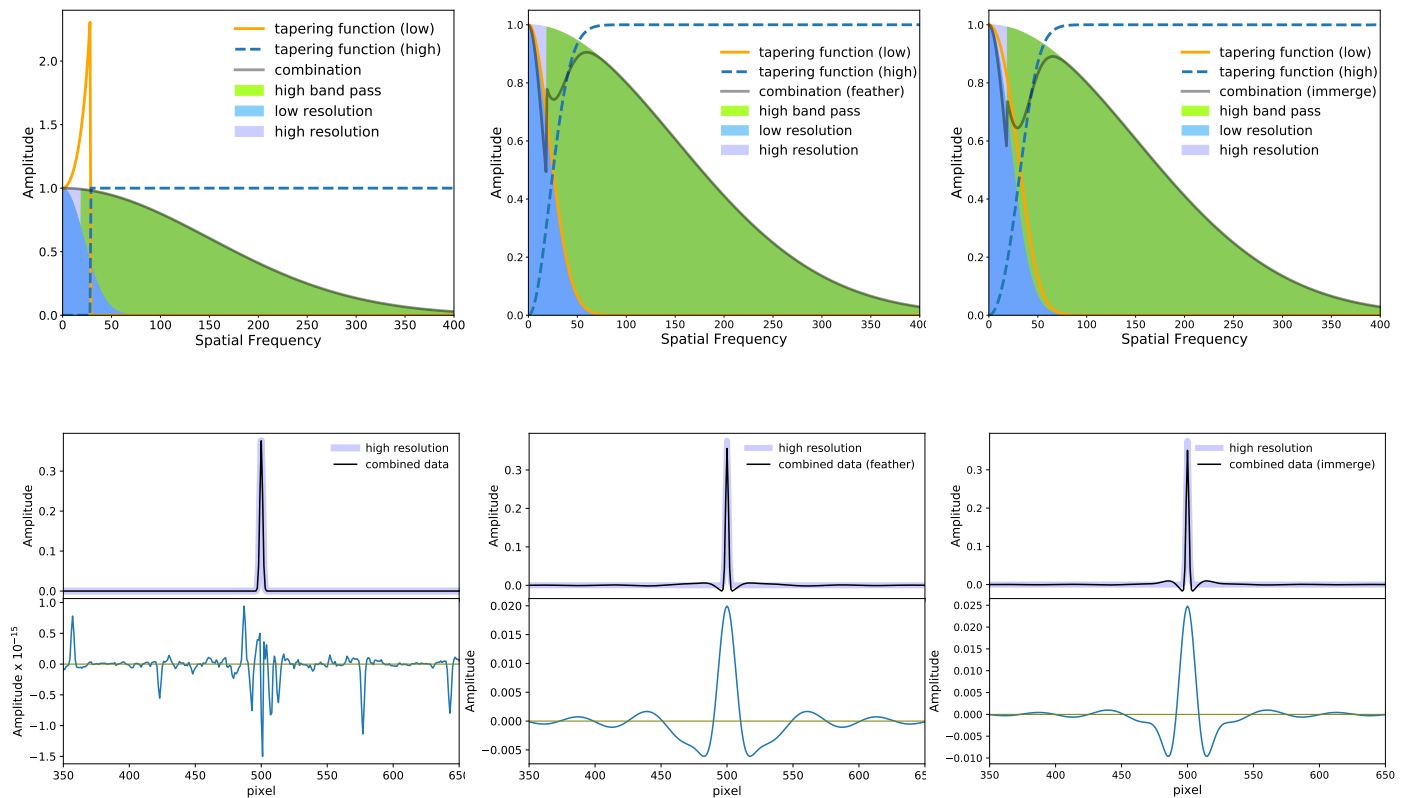 tapering function (low)
tapering function (high)
combination
high band pass
low resolution
high resolution
Amplitude
2.0
1.5
1.0
0.5
0.0
0 50 100 150 200 250 300 350 400
Spatial Frequency
tapering function (low)
tapering function (high)
combination (feather)
high band pass
low resolution
high resolution
Amplitude
1.0
0.8
0.6
0.4
0.2
0.0
0 50 100 150 200 250 300 350 400
Spatial Frequency
tapering function (low)
tapering function (high)
combination (immerge)
high band pass
low resolution
high resolution
Amplitude
1.0
0.8
0.6
0.4
0.2
0.0
0 50 100 150 200 250 300 350 400
Spatial Frequency
high resolution
combined data
Amplitude
0.3
0.2
0.1
0.0
Amplitude x 10⁻¹⁵
1.0
0.5
0.0
−0.5
−1.0
−1.5
350 400 450 500 550 600 650
pixel
high resolution
combined data (feather)
Amplitude
0.3
0.2
0.1
0.0
Amplitude
0.020
0.015
0.010
0.005
0.000
−0.005
350 400 450 500 550 600 650
pixel
high resolution
combined data (immerge)
Amplitude
0.3
0.2
0.1
0.0
Amplitude
0.025
0.020
0.015
0.010
0.005
0.000
−0.005
−0.010
350 400 450 500 550 600 650
pixel